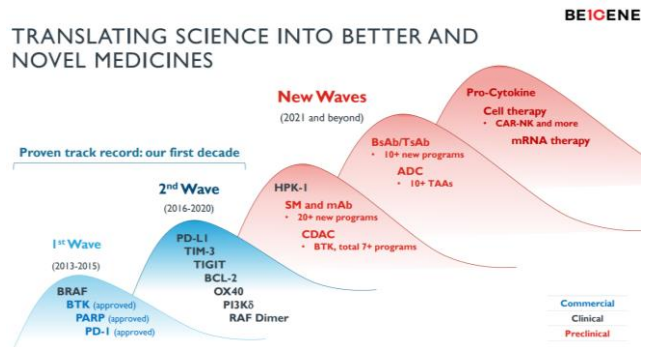 BEIGENE
TRANSLATING SCIENCE INTO BETTER AND
NOVEL MEDICINES
Proven track record: our first decade
1st Wave
(2013-2015)
BRAF
BTK (approved)
PARP (approved)
PD-1 (approved)
2nd Wave
(2016-2020)
PD-L1
TIM-3
TIGIT
BCL-2
OX40
PI3Kδ
RAF Dimer
New Waves
(2021 and beyond)
HPK-1
SM and mAb
• 20+ new programs
CDAC
• BTK, total 7+ programs
BsAb/TsAb
• 10+ new programs
ADC
• 10+ TAAs
Pro-Cytokine
Cell therapy
• CAR-NK and more
mRNA therapy
Commercial
Clinical
Preclinical